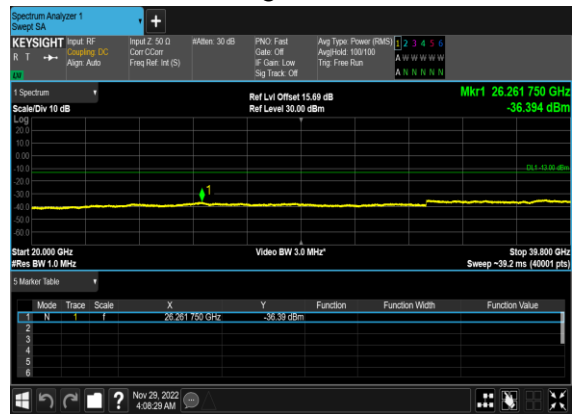 Spectrum Analyzer 1
Swept SA
+
KEYSIGHT Input: RF Input Z: 50 Ω #Atten: 30 dB PNO: Fast Avg Type: Power (RMS) 1 2 3 4 5 6
R T Coupling: DC Corr CCorr Gate: Off Avg|Hold: 100/100 A W W W W W
Align: Auto Freq Ref: Int (S) IF Gain: Low Trig: Free Run
Sig Track: Off A N N N N N
1 Spectrum Ref Lvl Offset 15.69 dB Mkr1 26.261 750 GHz
Scale/Div 10 dB Ref Level 30.00 dBm -36.394 dBm
Log
20.0
10.0
0.00
-10.0 DL1 -13.00 dBm
-20.0
-30.0 1
-40.0
-50.0
-60.0
Start 20.000 GHz Video BW 3.0 MHz* Stop 39.800 GHz
#Res BW 1.0 MHz Sweep ~39.2 ms (40001 pts)
5 Marker Table
Mode Trace Scale X Y Function Function Width Function Value
1 N 1 f 26.261 750 GHz -36.39 dBm
2
3
4
5
6
? Nov 29, 2022
4:08:29 AM